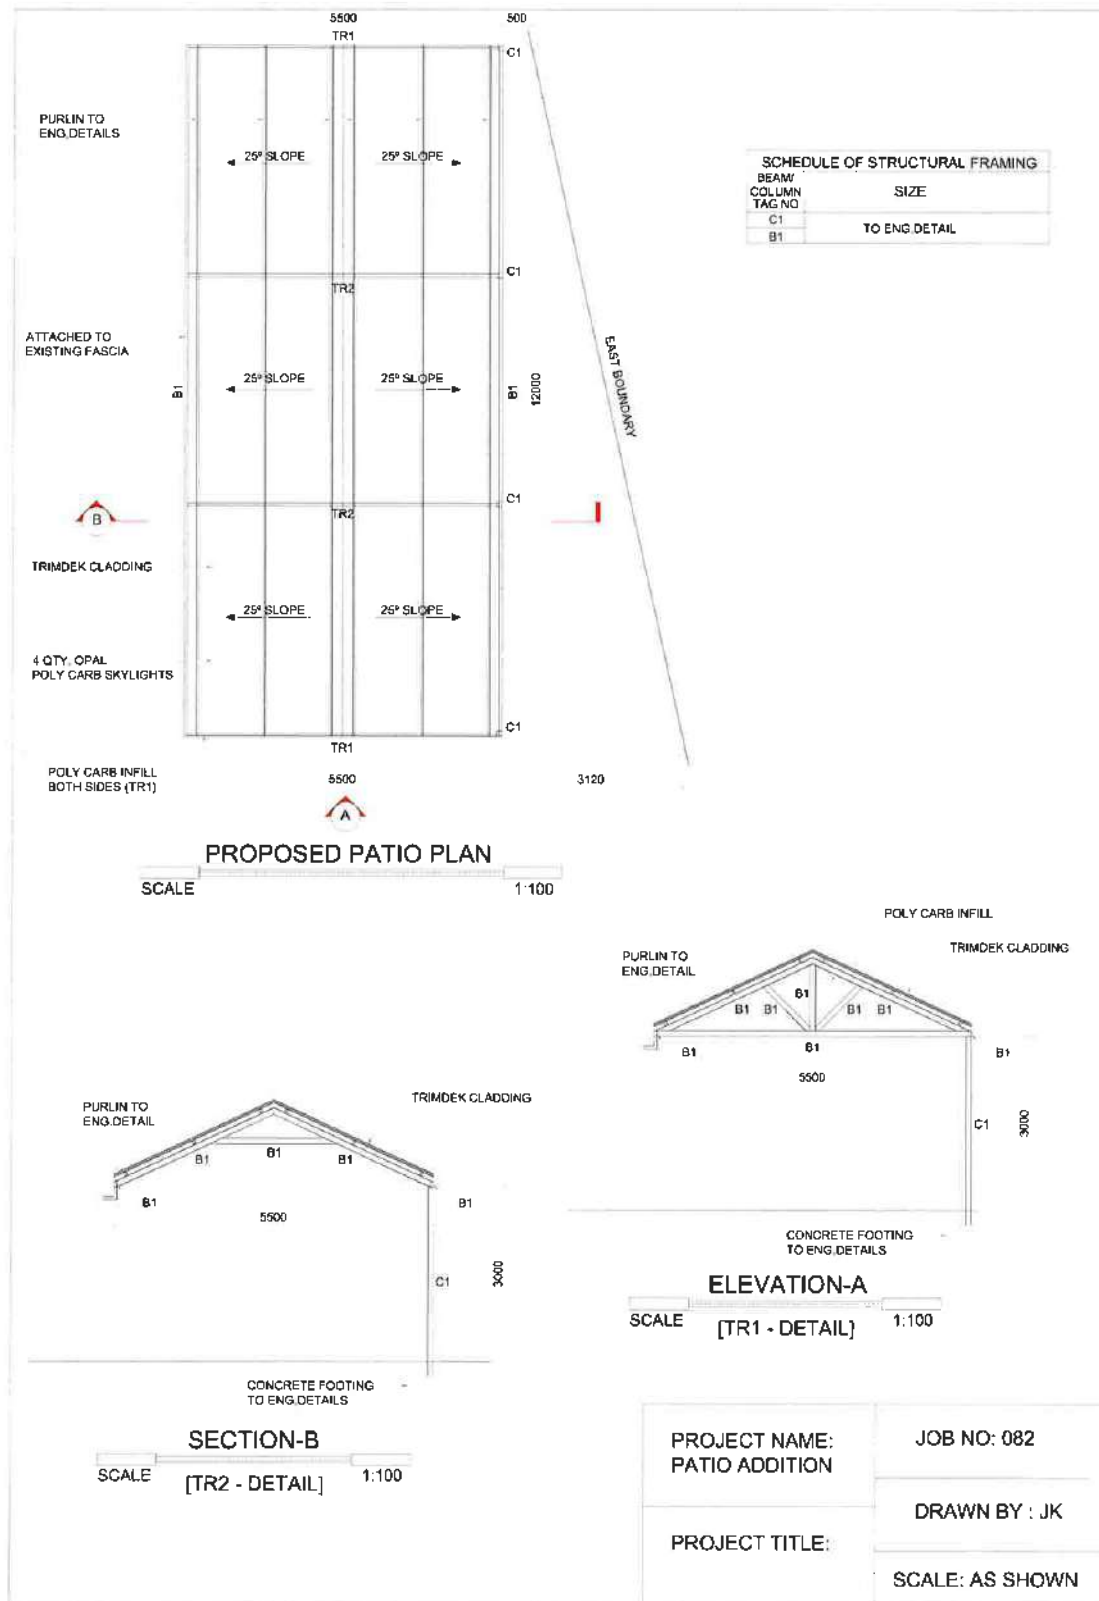 5500
500
TR1
C1
PURLIN TO
ENG.DETAILS
25° SLOPE
25° SLOPE
SCHEDULE OF STRUCTURAL FRAMING
BEAM/
COLUMN
TAG NO
SIZE
C1
B1
TO ENG.DETAIL
C1
TR2
ATTACHED TO
EXISTING FASCIA
25° SLOPE
25° SLOPE
B1
B1
12000
EAST BOUNDARY
C1
TR2
B
TRIMDEK CLADDING
25° SLOPE
25° SLOPE
4 QTY. OPAL
POLY CARB SKYLIGHTS
C1
TR1
POLY CARB INFILL
BOTH SIDES (TR1)
5500
3120
A
PROPOSED PATIO PLAN
SCALE
1:100
POLY CARB INFILL
PURLIN TO
ENG.DETAIL
TRIMDEK CLADDING
B1
B1
B1
B1
B1
B1
B1
B1
5500
C1
3000
CONCRETE FOOTING
TO ENG.DETAILS
ELEVATION-A
SCALE
[TR1 - DETAIL]
1:100
PURLIN TO
ENG.DETAIL
TRIMDEK CLADDING
B1
B1
B1
B1
B1
5500
C1
3000
CONCRETE FOOTING
TO ENG.DETAILS
SECTION-B
SCALE
[TR2 - DETAIL]
1:100
PROJECT NAME:
PATIO ADDITION
JOB NO: 082
DRAWN BY : JK
PROJECT TITLE:
SCALE: AS SHOWN